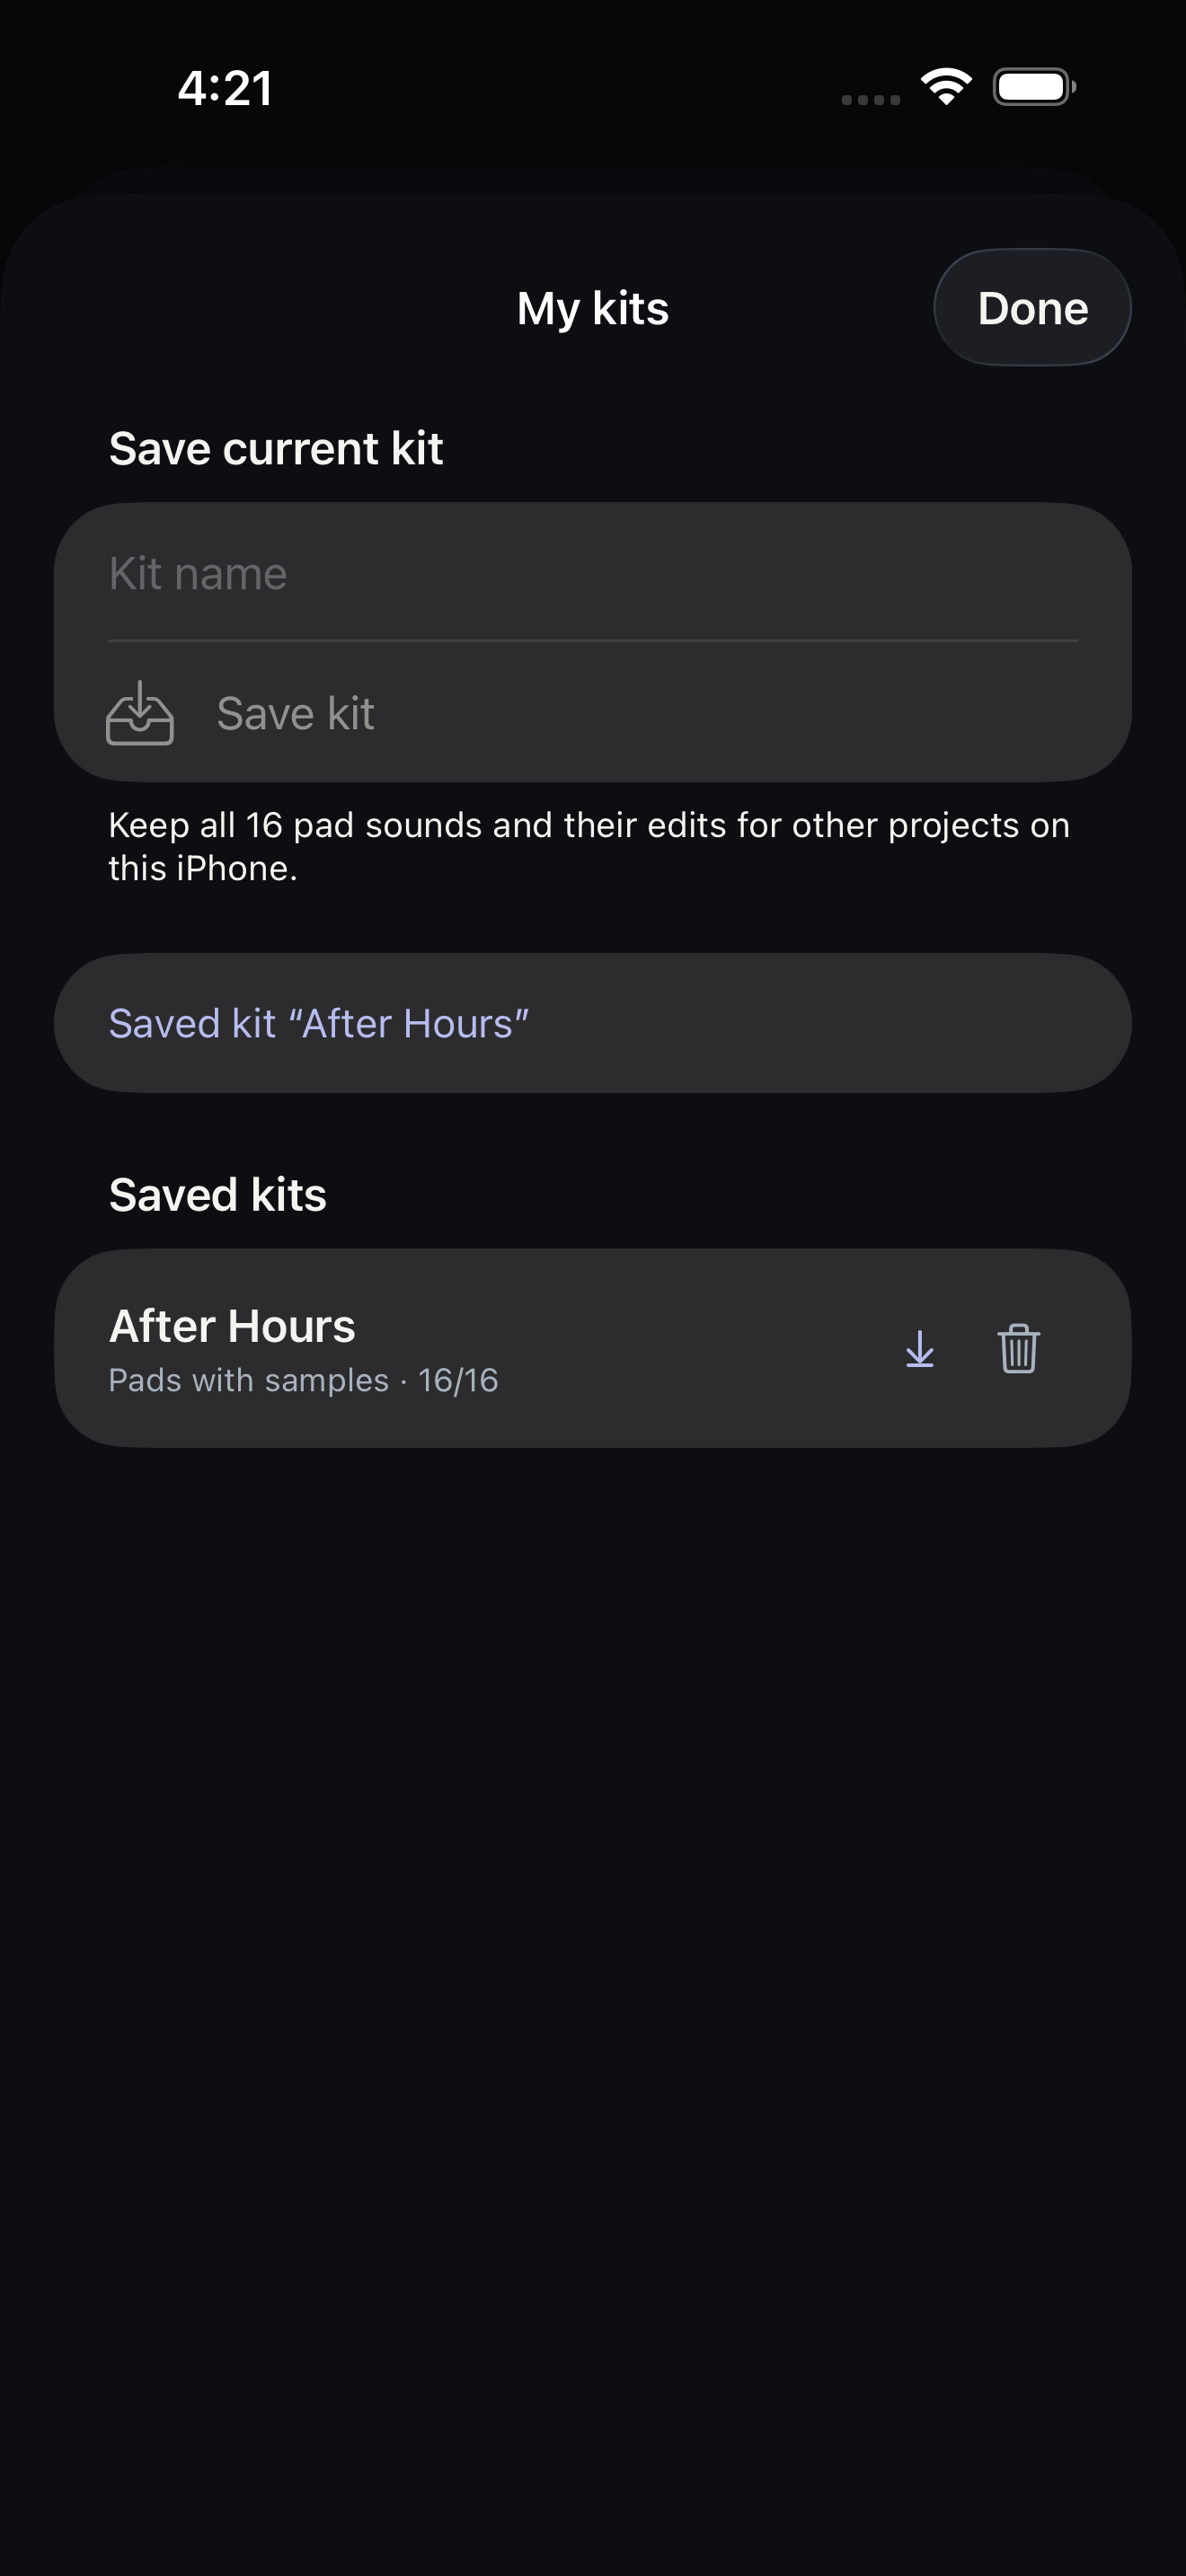 4:21
My kits
Done
Save current kit
Kit name
Save kit
Keep all 16 pad sounds and their edits for other projects on
this iPhone.
Saved kit “After Hours”
Saved kits
After Hours
Pads with samples · 16/16